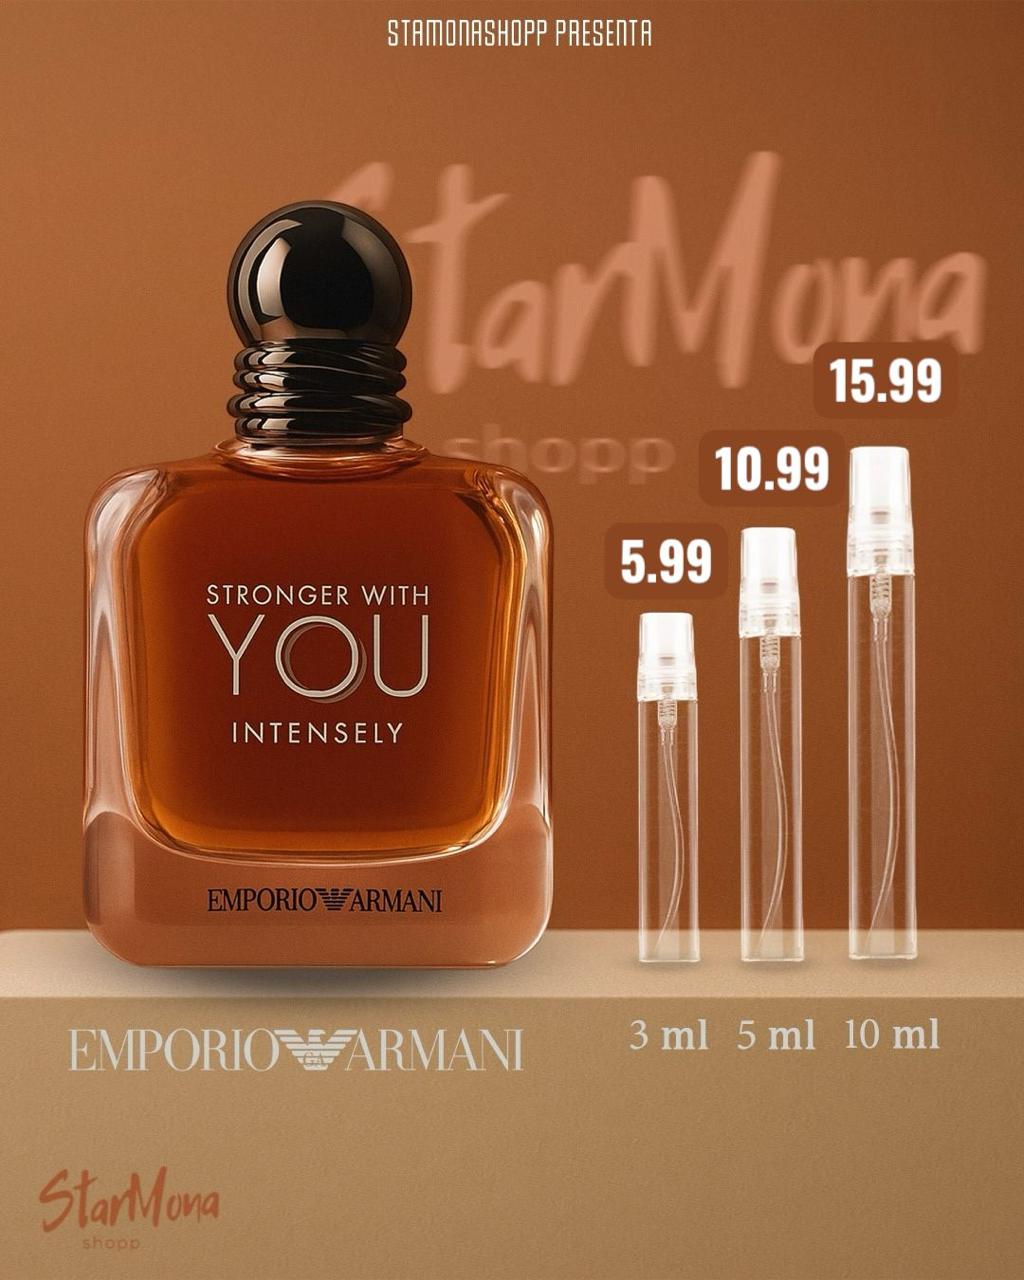 STAMONASHOPP PRESENTA
StarMona
shopp
15.99
10.99
5.99
STRONGER WITH
YOU
INTENSELY
EMPORIO ARMANI
EMPORIO GA ARMANI
3 ml 5 ml 10 ml
StarMona
shopp